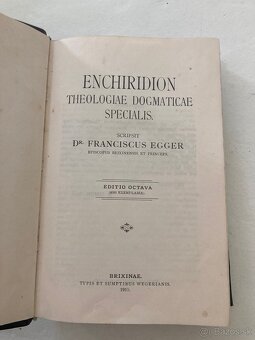 ENCHIRIDION
THEOLOGIAE DOGMATICAE
SPECIALIS.
SCRIPSIT
DR. FRANCISCUS EGGER
EPISCOPUS BRIXINENSIS ET PRINCEPS.
EDITIO OCTAVA
BRIXINAE.
TYPIS ET SUMPTIBUS WEGERIANIS.